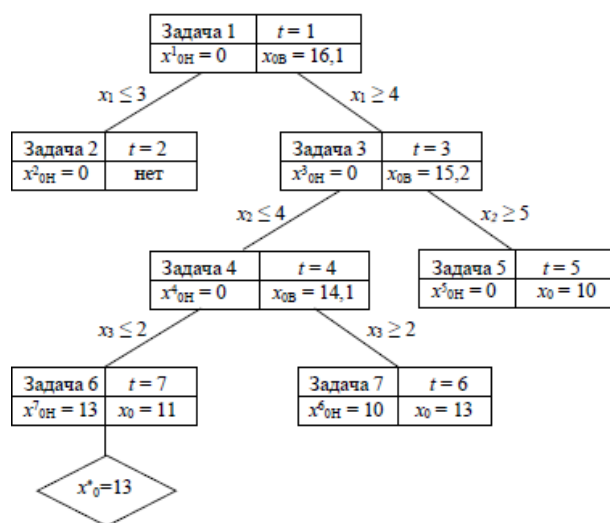 Задача 1 t = 1
x¹₀Н = 0 x₀В = 16,1
x₁ ≤ 3 x₁ ≥ 4
Задача 2 t = 2 Задача 3 t = 3
x²₀Н = 0 нет x³₀Н = 0 x₀В = 15,2
x₂ ≤ 4 x₂ ≥ 5
Задача 4 t = 4 Задача 5 t = 5
x⁴₀Н = 0 x₀В = 14,1 x⁵₀Н = 0 x₀ = 10
x₃ ≤ 2 x₃ ≥ 2
Задача 6 t = 7 Задача 7 t = 6
x⁷₀Н = 13 x₀ = 11 x⁶₀Н = 10 x₀ = 13
x*₀=13